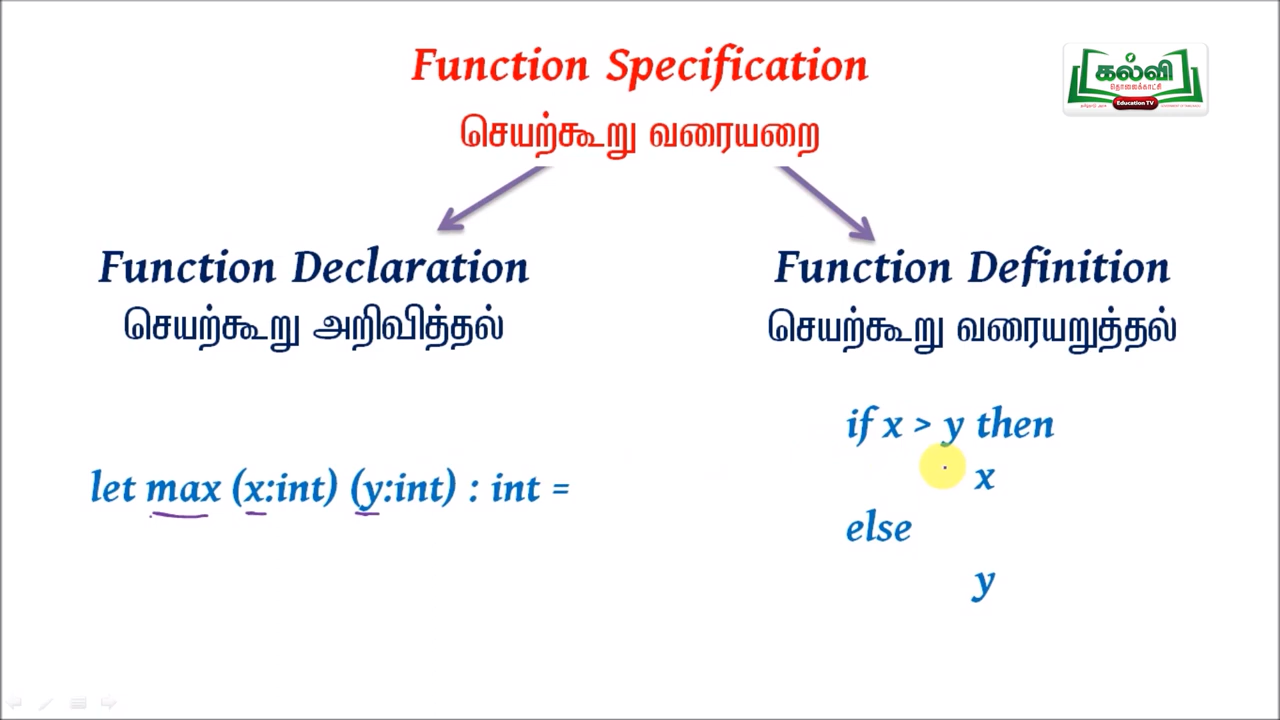 Function Specification
செயற்கூறு வரையறை
கல்வி
தொலைக்காட்சி
Education TV
Function Declaration
செயற்கூறு அறிவித்தல்
Function Definition
செயற்கூறு வரையறுத்தல்
let max (x:int) (y:int) : int =
if x > y then
x
else
y